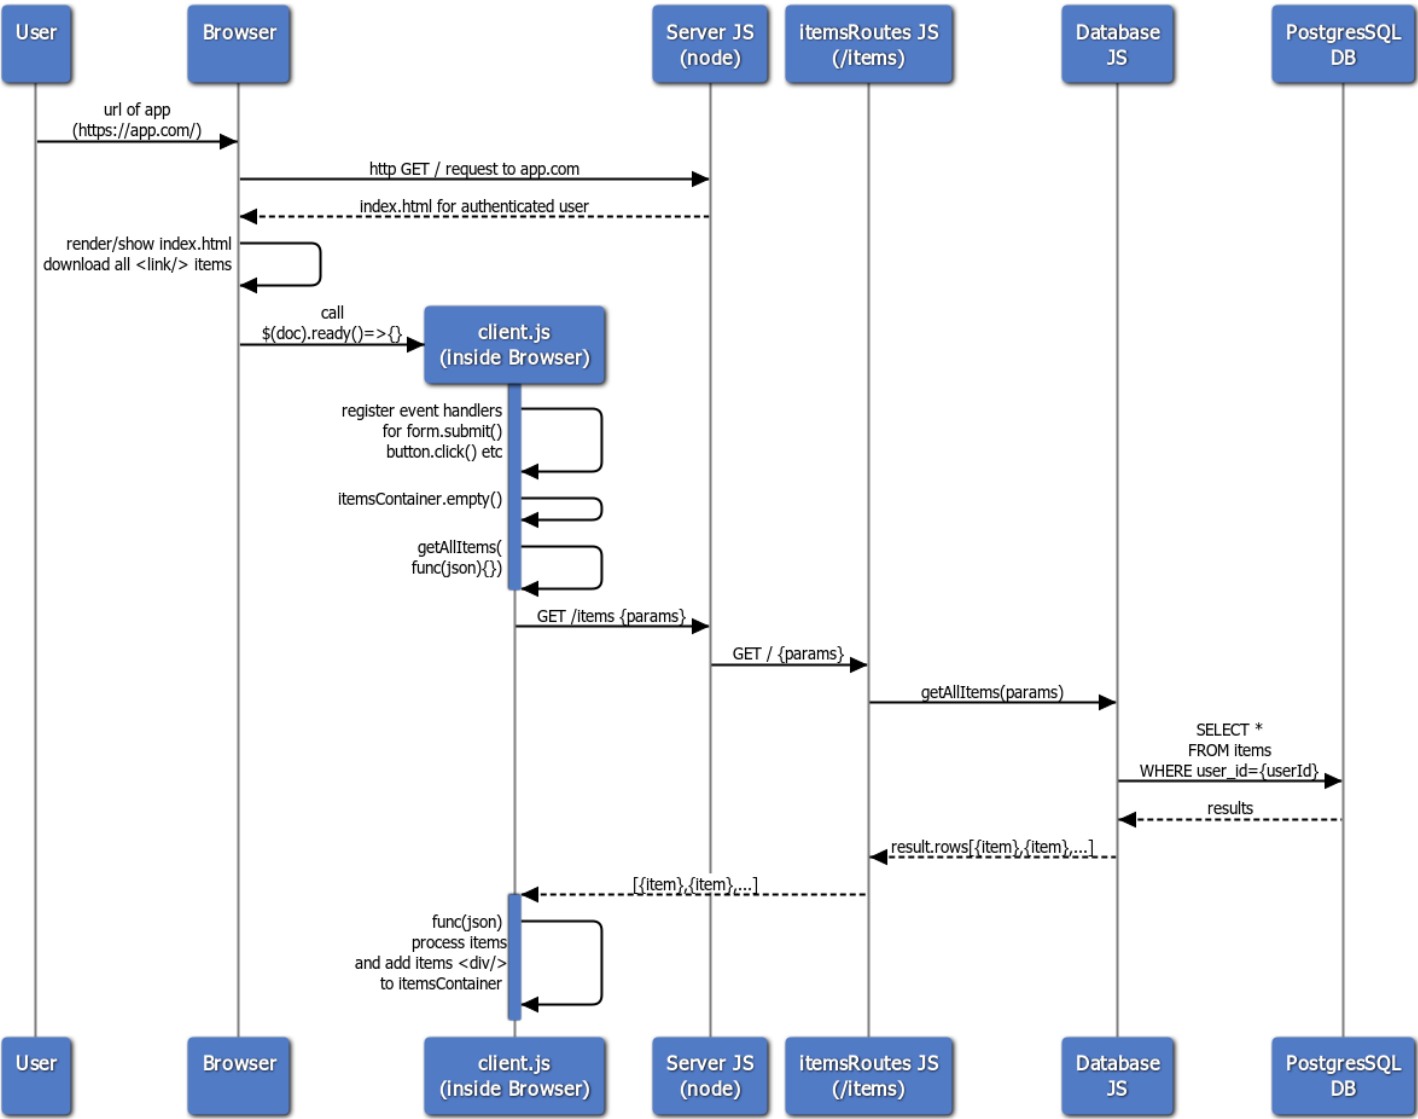 User
Browser
Server JS
(node)
itemsRoutes JS
(/items)
Database
JS
PostgresSQL
DB
url of app
(https://app.com/)
http GET / request to app.com
index.html for authenticated user
render/show index.html
download all <link/> items
call
$(doc).ready()=>{}
client.js
(inside Browser)
register event handlers
for form.submit()
button.click() etc
itemsContainer.empty()
getAllItems(
func(json){})
GET /items {params}
GET / {params}
getAllItems(params)
SELECT *
FROM items
WHERE user_id={userId}
results
result.rows[{item},{item},...]
[{item},{item},...]
func(json)
process items
and add items <div/>
to itemsContainer
User
Browser
client.js
(inside Browser)
Server JS
(node)
itemsRoutes JS
(/items)
Database
JS
PostgresSQL
DB